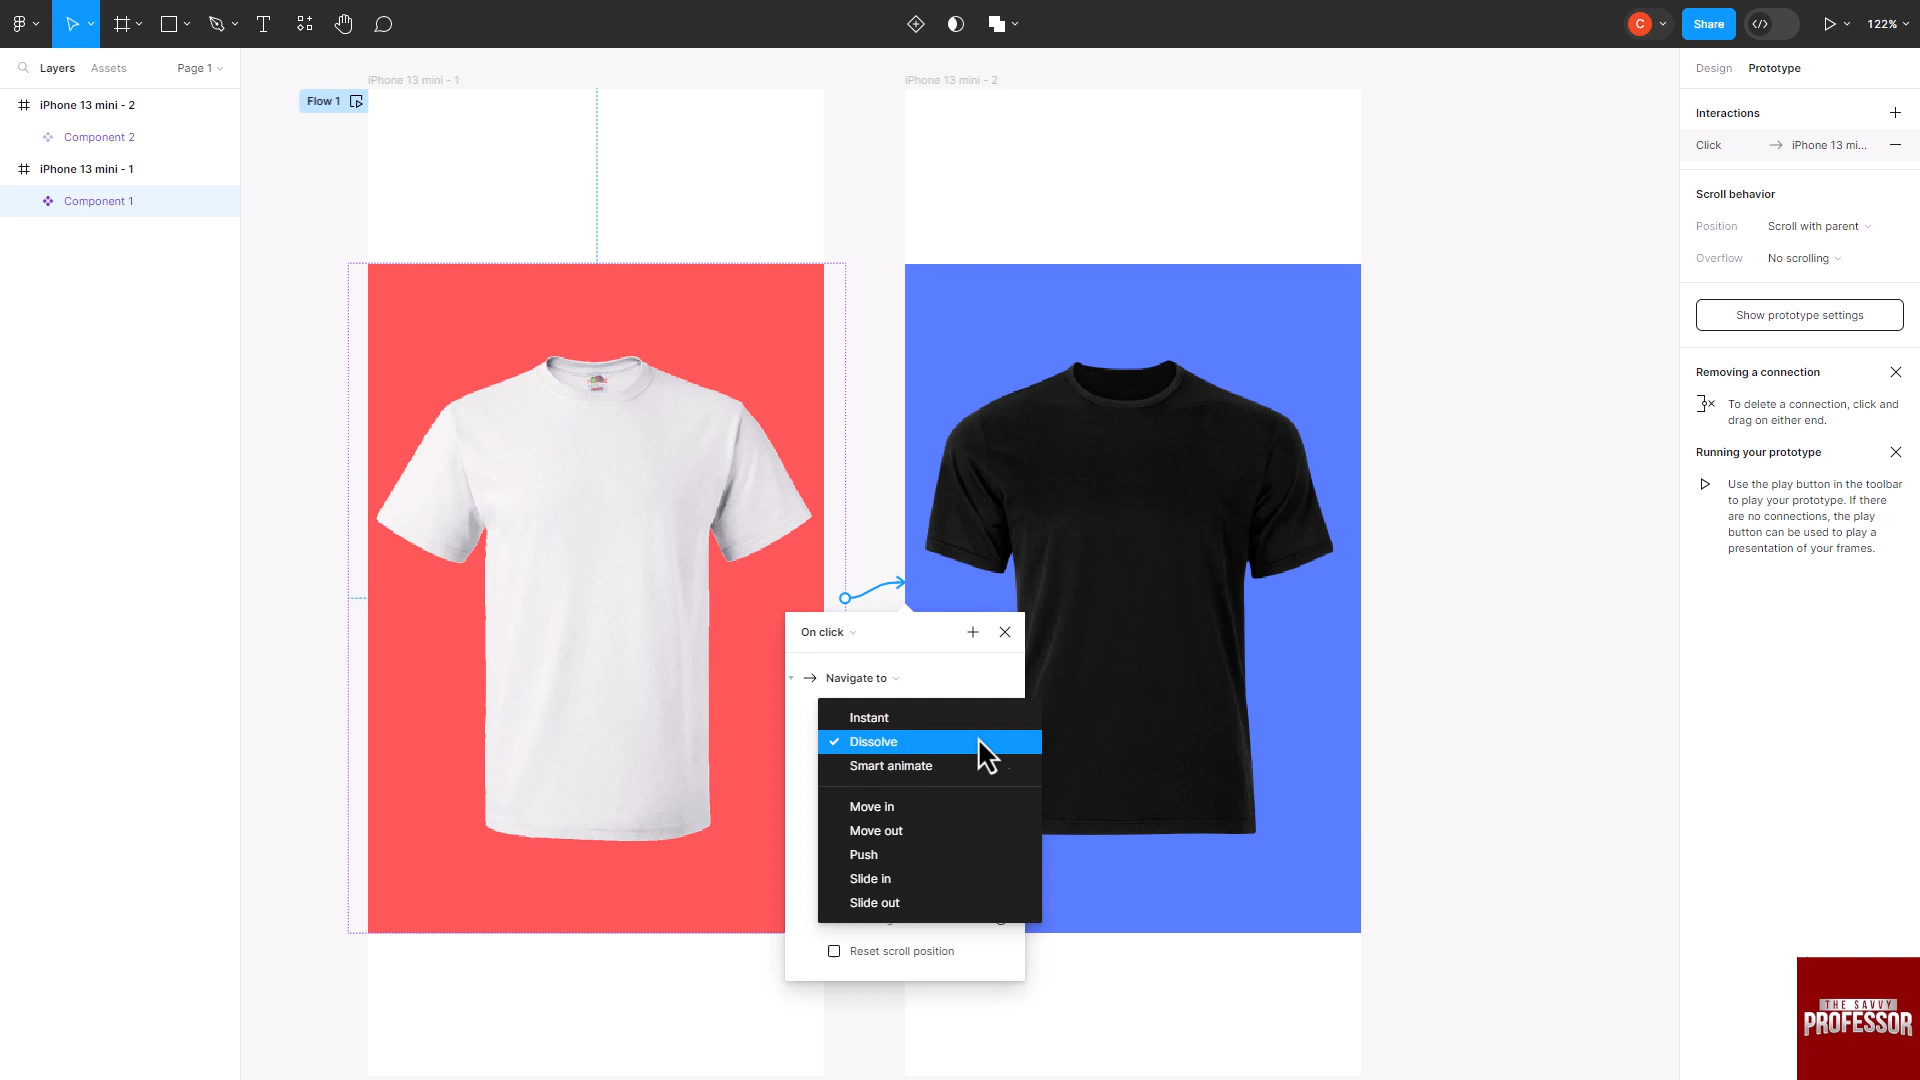 C
Share
122%
Layers
Assets
Page 1
iPhone 13 mini - 2
Component 2
iPhone 13 mini - 1
Component 1
iPhone 13 mini - 1
Flow 1
iPhone 13 mini - 2
On click
Navigate to
Instant
Dissolve
Smart animate
Move in
Move out
Push
Slide in
Slide out
Reset scroll position
Design
Prototype
Interactions
Click
iPhone 13 mi...
Scroll behavior
Position
Scroll with parent
Overflow
No scrolling
Show prototype settings
Removing a connection
To delete a connection, click and
drag on either end.
Running your prototype
Use the play button in the toolbar
to play your prototype. If there
are no connections, the play
button can be used to play a
presentation of your frames.
THE SAVVY
PROFESSOR